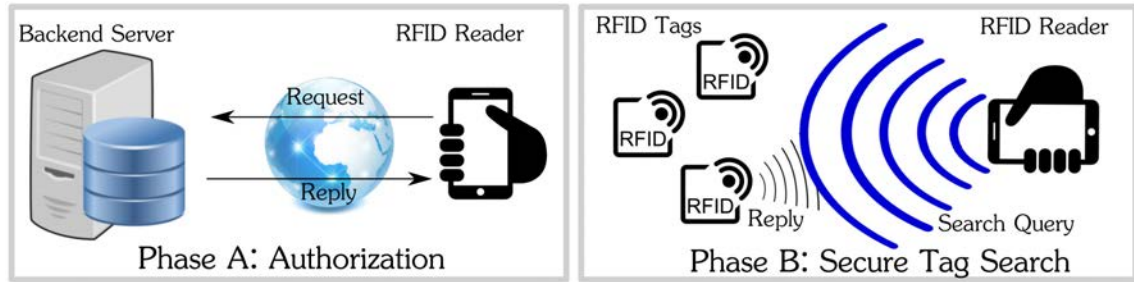 Backend Server
RFID Reader
Request
Reply
Phase A: Authorization
RFID Tags
RFID Reader
RFID
RFID
RFID
Reply
Search Query
Phase B: Secure Tag Search